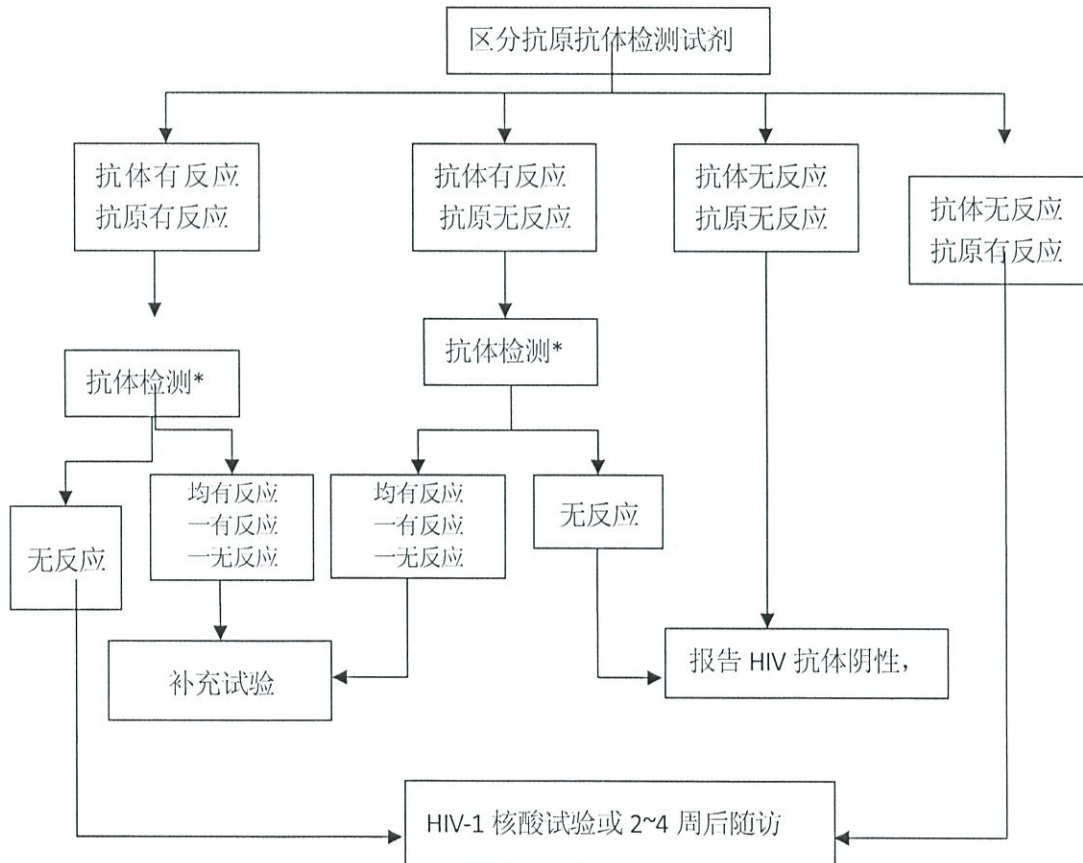 区分抗原抗体检测试剂
抗体有反应
抗原有反应
抗体有反应
抗原无反应
抗体无反应
抗原无反应
抗体无反应
抗原有反应
抗体检测*
抗体检测*
无反应
均有反应
一有反应
一无反应
均有反应
一有反应
一无反应
无反应
补充试验
报告 HIV 抗体阴性，
HIV-1 核酸试验或 2~4 周后随访